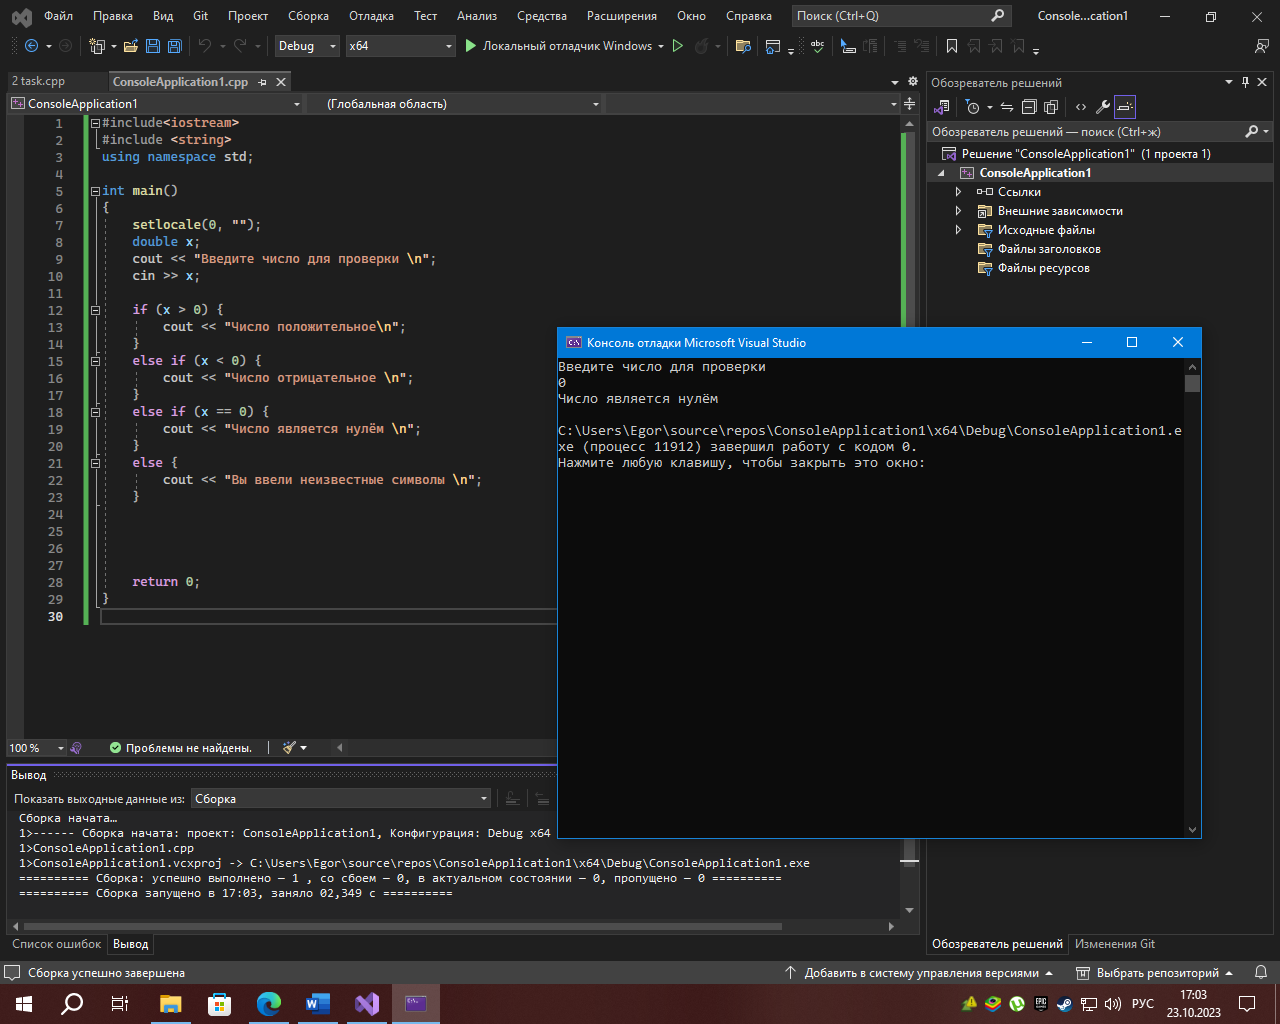 Файл Правка Вид Git Проект Сборка Отладка Тест Анализ Средства Расширения Окно Справка Поиск (Ctrl+Q) Console...cation1
Debug x64 Локальный отладчик Windows
2 task.cpp ConsoleApplication1.cpp
ConsoleApplication1 (Глобальная область)
1 #include<iostream>
2 #include <string>
3 using namespace std;
4
5 int main()
6 {
7 setlocale(0, "");
8 double x;
9 cout << "Введите число для проверки \n";
10 cin >> x;
11
12 if (x > 0) {
13 cout << "Число положительное\n";
14 }
15 else if (x < 0) {
16 cout << "Число отрицательное \n";
17 }
18 else if (x == 0) {
19 cout << "Число является нулём \n";
20 }
21 else {
22 cout << "Вы ввели неизвестные символы \n";
23 }
24
25
26
27
28 return 0;
29 }
30
100 % Проблемы не найдены.
Консоль отладки Microsoft Visual Studio
Введите число для проверки
0
Число является нулём
C:\Users\Egor\source\repos\ConsoleApplication1\x64\Debug\ConsoleApplication1.e
xe (процесс 11912) завершил работу с кодом 0.
Нажмите любую клавишу, чтобы закрыть это окно:
Обозреватель решений
Обозреватель решений — поиск (Ctrl+ж)
Решение "ConsoleApplication1" (1 проекта 1)
ConsoleApplication1
Ссылки
Внешние зависимости
Исходные файлы
Файлы заголовков
Файлы ресурсов
Вывод
Показать выходные данные из: Сборка
Сборка начата…
1>------ Сборка начата: проект: ConsoleApplication1, Конфигурация: Debug x64
1>ConsoleApplication1.cpp
1>ConsoleApplication1.vcxproj -> C:\Users\Egor\source\repos\ConsoleApplication1\x64\Debug\ConsoleApplication1.exe
========== Сборка: успешно выполнено — 1 , со сбоем — 0, в актуальном состоянии — 0, пропущено — 0 ==========
========== Сборка запущено в 17:03, заняло 02,349 с ==========
Список ошибок Вывод
Обозреватель решений Изменения Git
Сборка успешно завершена Добавить в систему управления версиями Выбрать репозиторий
РУС 17:03
23.10.2023